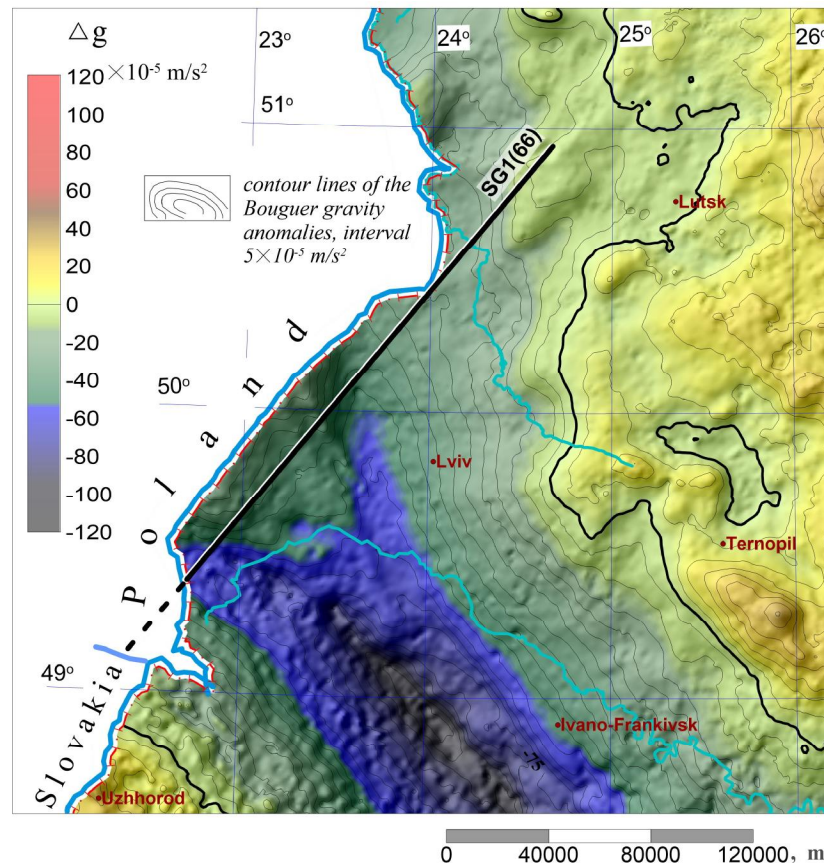 △g
120 ×10⁻⁵ m/s²
100
80
60
40
20
0
-20
-40
-60
-80
-100
-120
23°
24°
25°
26°
51°
50°
49°
contour lines of the
Bouguer gravity
anomalies, interval
5×10⁻⁵ m/s²
SG1(66)
Lutsk
Poland
Lviv
Ternopil
Slovakia
Ivano-Frankivsk
-75
Uzhhorod
0 40000 80000 120000, m